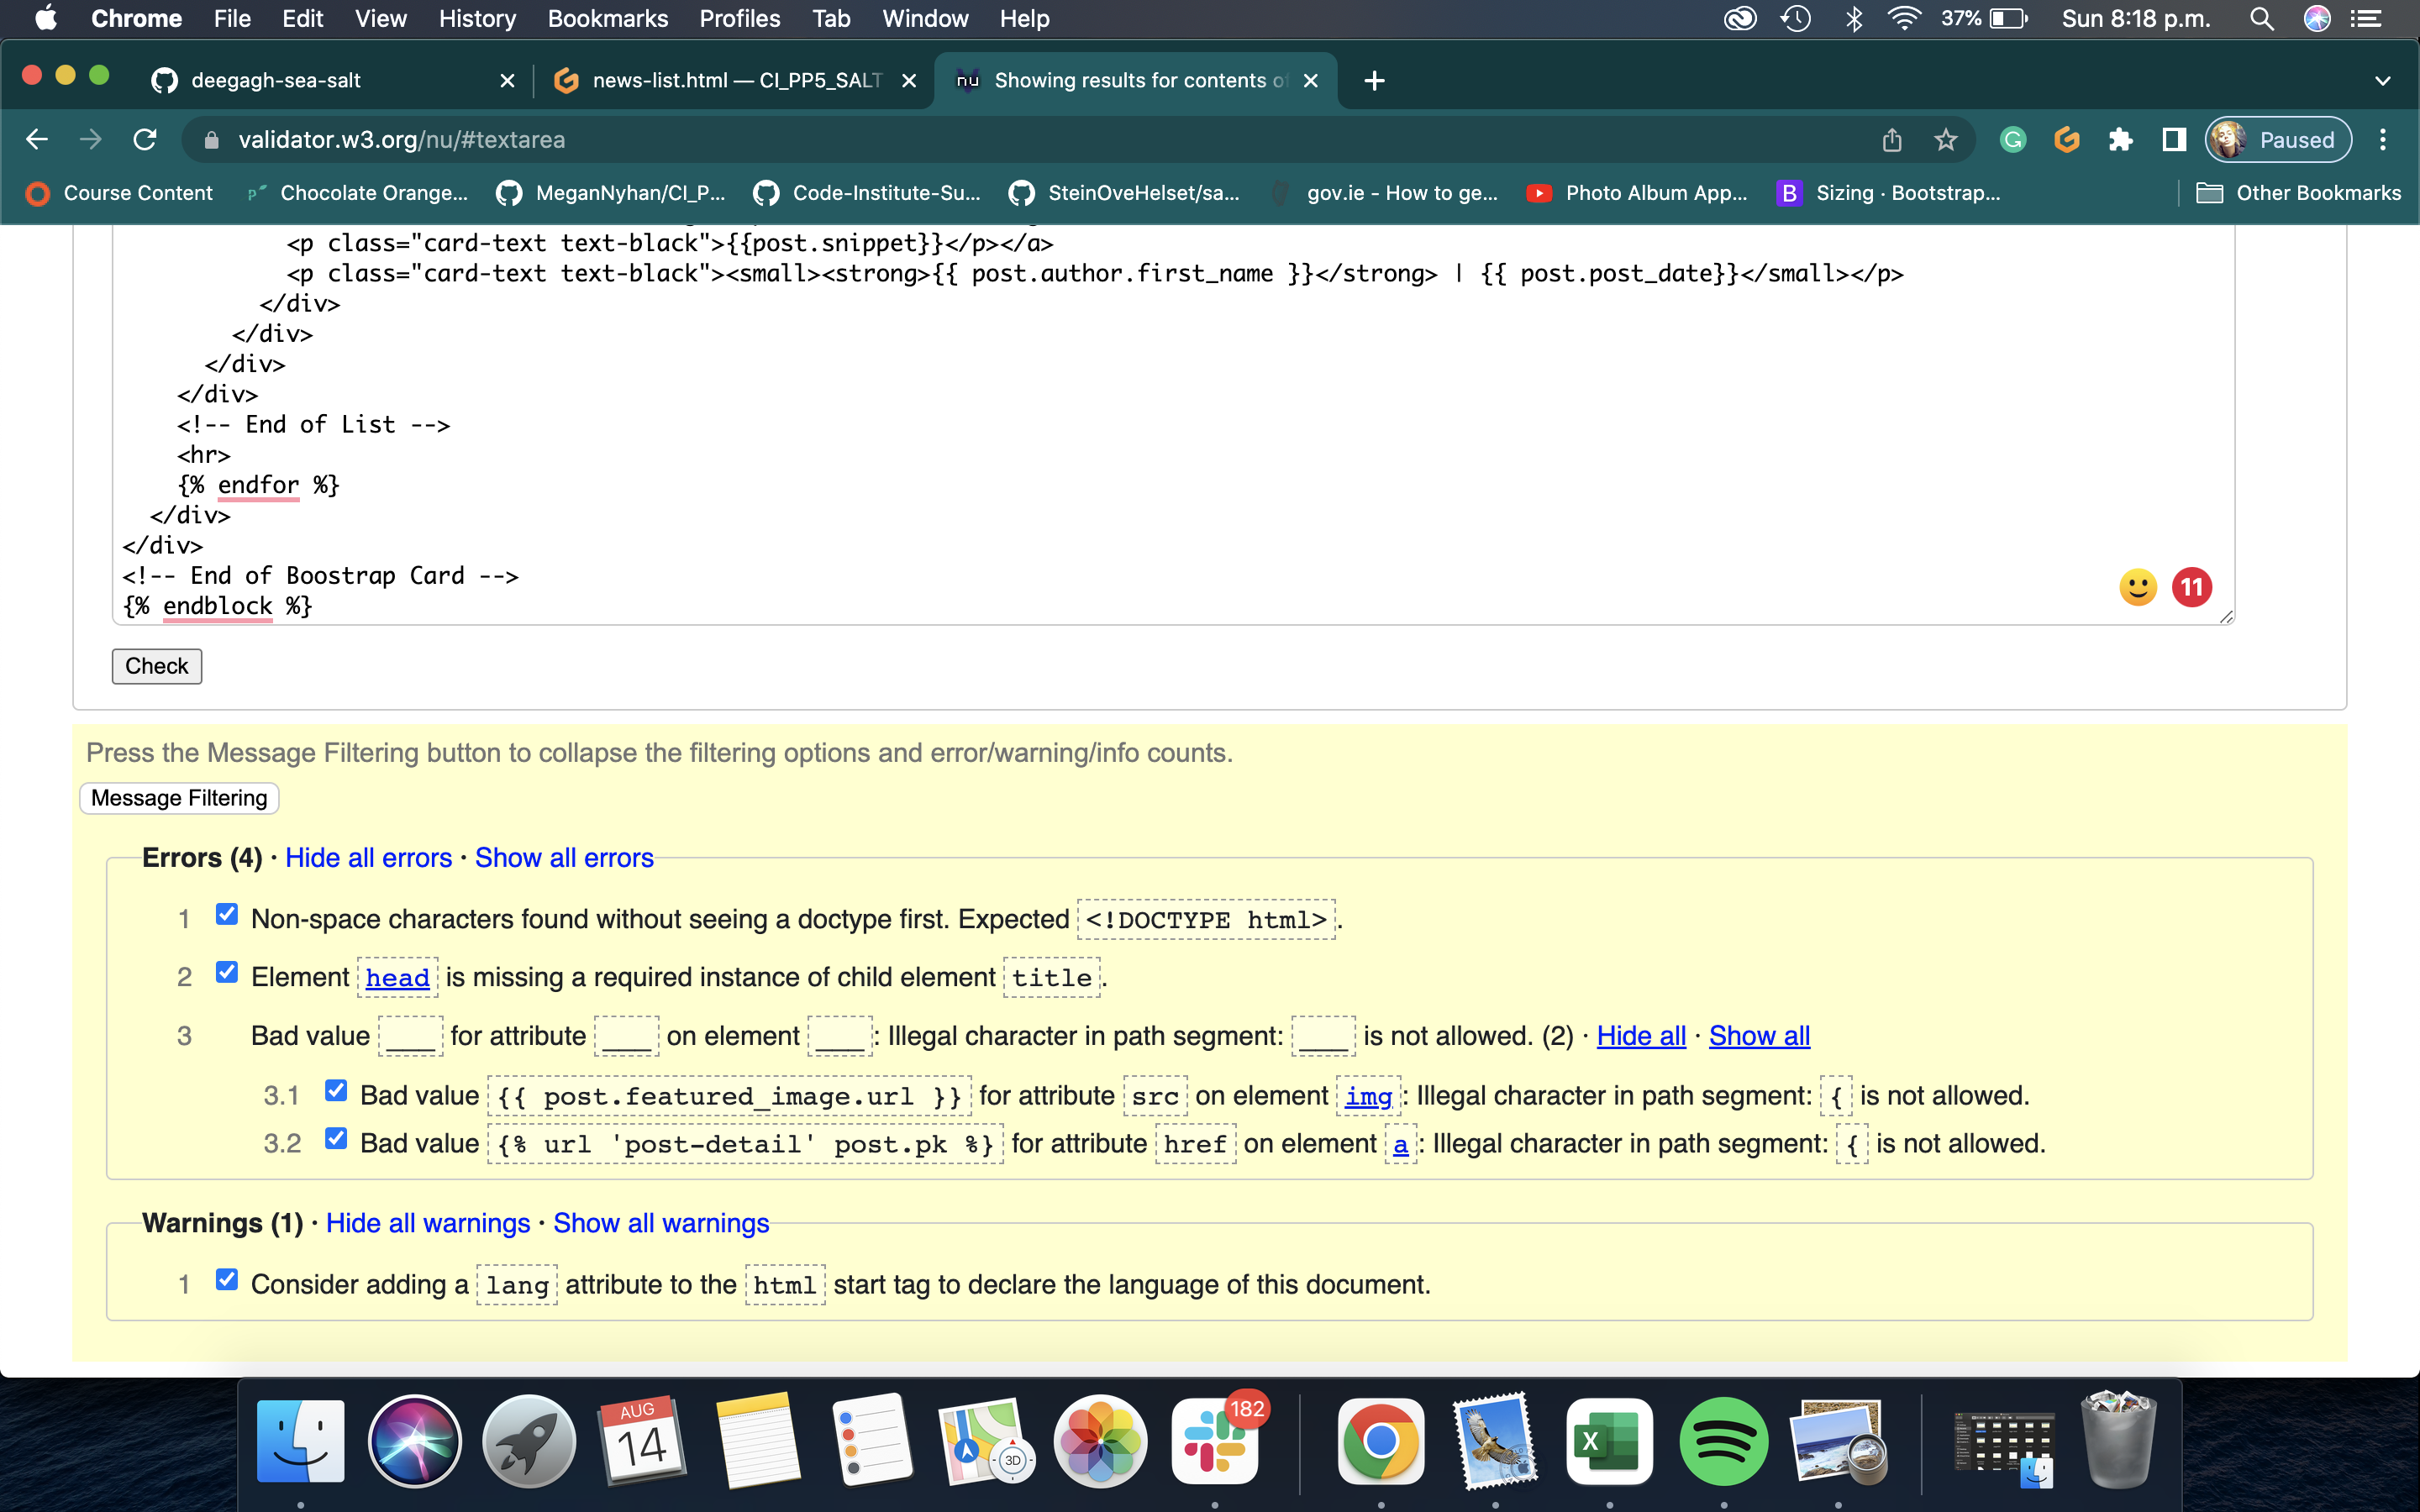 Chrome File Edit View History Bookmarks Profiles Tab Window Help 37% Sun 8:18 p.m.
deegagh-sea-salt news-list.html — CI_PP5_SALT nu Showing results for contents of
validator.w3.org/nu/#textarea Paused
Course Content Chocolate Orange... MeganNyhan/CI_P... Code-Institute-Su... SteinOveHelset/sa... gov.ie - How to ge... Photo Album App... B Sizing · Bootstrap... Other Bookmarks
<p class="card-text text-black">{{post.snippet}}</p></a>
<p class="card-text text-black"><small><strong>{{ post.author.first_name }}</strong> | {{ post.post_date}}</small></p>
</div>
</div>
</div>
</div>
<!-- End of List -->
<hr>
{% endfor %}
</div>
</div>
<!-- End of Boostrap Card -->
{% endblock %}
11
Check
Press the Message Filtering button to collapse the filtering options and error/warning/info counts.
Message Filtering
Errors (4) · Hide all errors · Show all errors
1 Non-space characters found without seeing a doctype first. Expected <!DOCTYPE html>.
2 Element head is missing a required instance of child element title.
3 Bad value ___ for attribute ___ on element ___: Illegal character in path segment: ___ is not allowed. (2) · Hide all · Show all
3.1 Bad value {{ post.featured_image.url }} for attribute src on element img: Illegal character in path segment: { is not allowed.
3.2 Bad value {% url 'post-detail' post.pk %} for attribute href on element a: Illegal character in path segment: { is not allowed.
Warnings (1) · Hide all warnings · Show all warnings
1 Consider adding a lang attribute to the html start tag to declare the language of this document.
AUG
14
3D
182
X